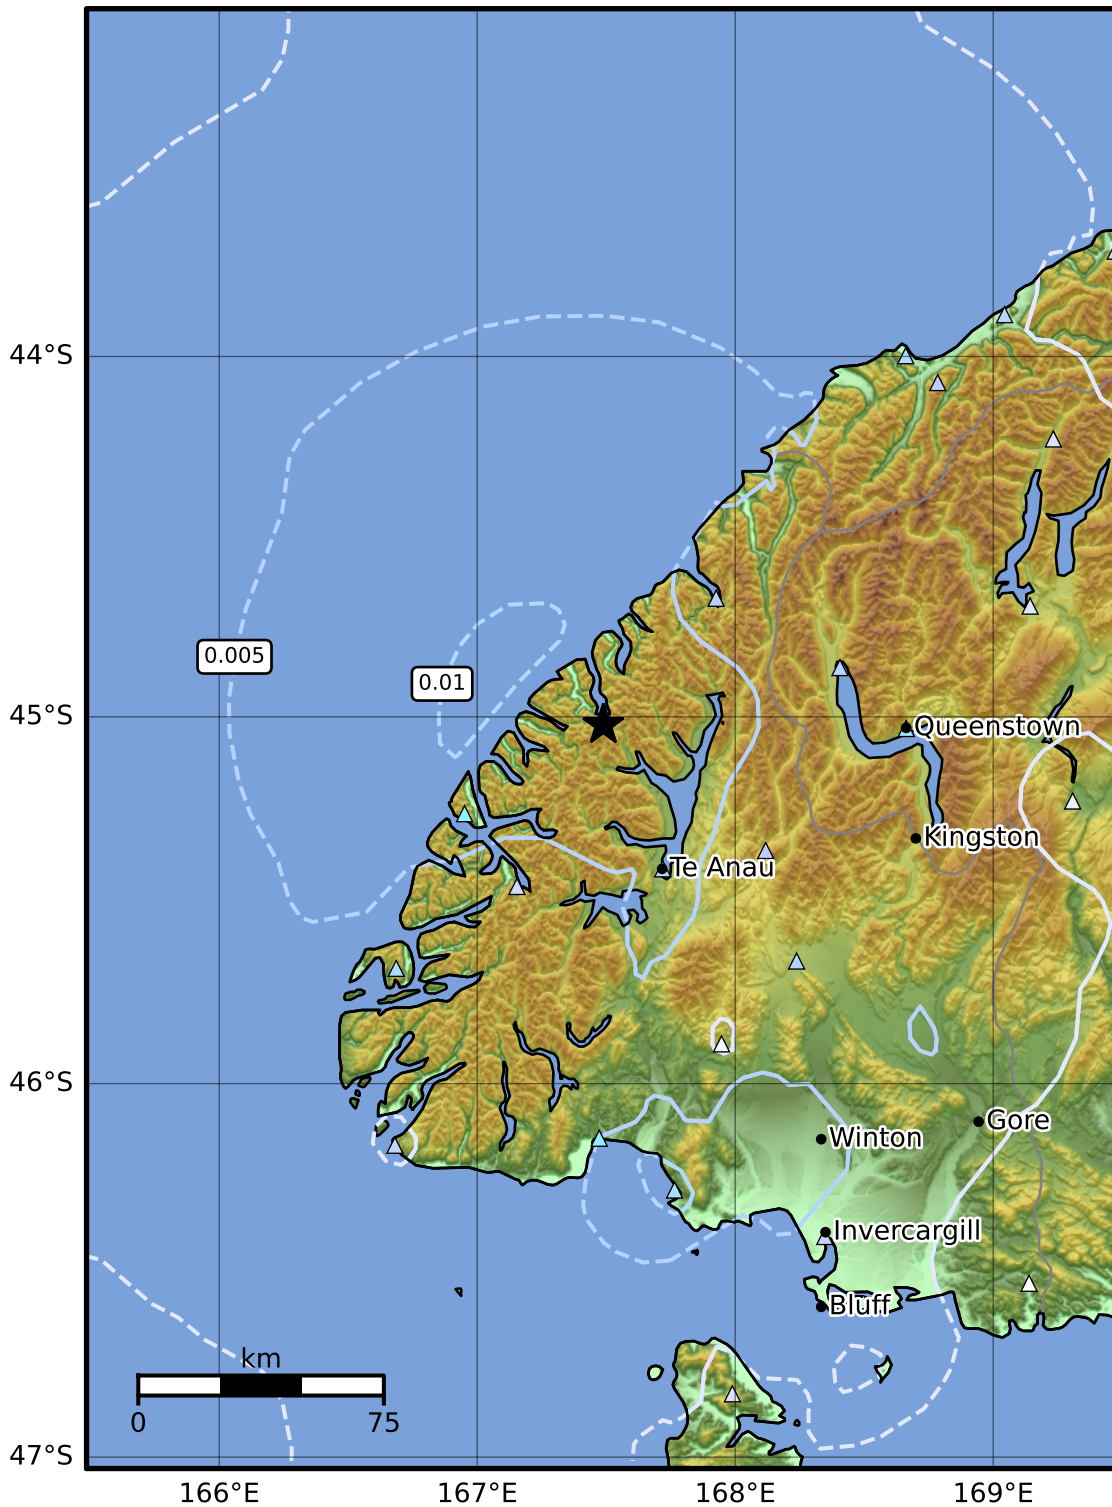 44°S
0.005
0.01
45°S
Queenstown
Kingston
Te Anau
46°S
Gore
Winton
Invercargill
Bluff
km
0 75
47°S
166°E 167°E 168°E 169°E